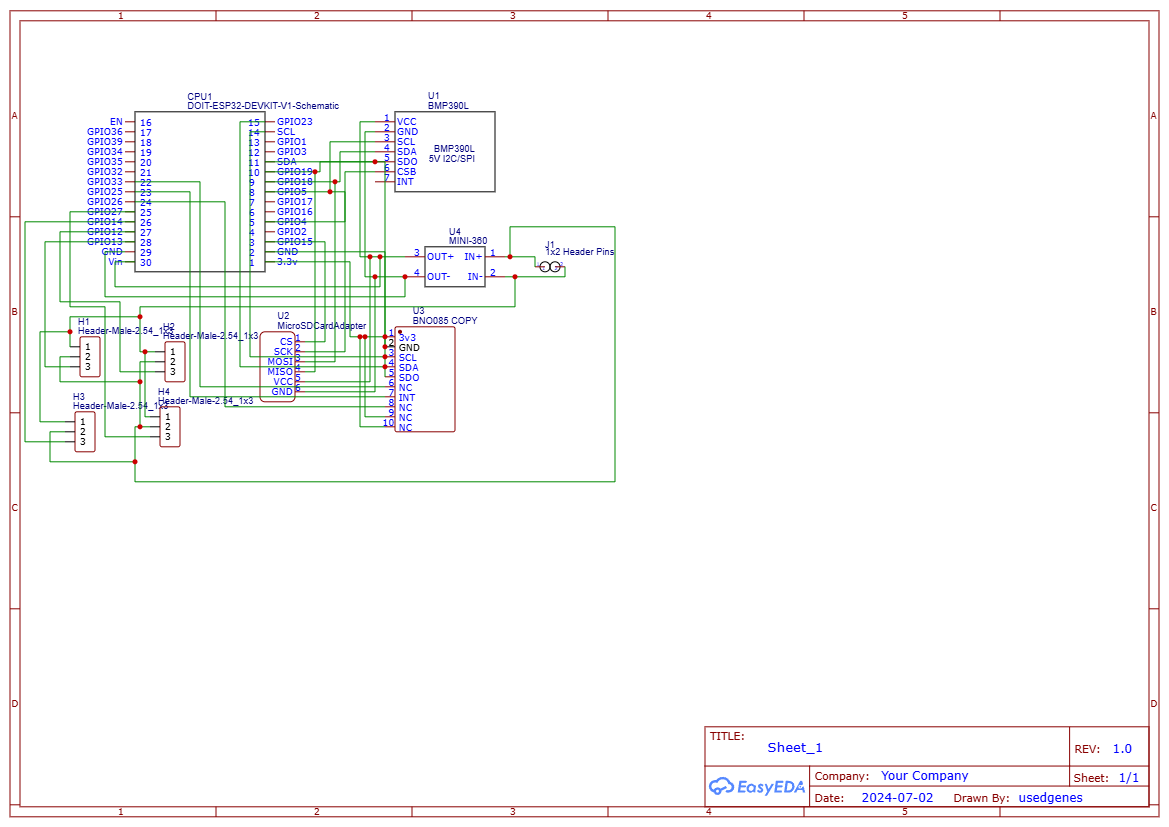 1 2 3 4 5
A A
B B
C C
D D
CPU1
DOIT-ESP32-DEVKIT-V1-Schematic
EN 16
GPIO36 17
GPIO39 18
GPIO34 19
GPIO35 20
GPIO32 21
GPIO33 22
GPIO25 23
GPIO26 24
GPIO27 25
GPIO14 26
GPIO12 27
GPIO13 28
GND 29
Vin 30
15 GPIO23
14 SCL
13 GPIO1
12 GPIO3
11 SDA
10 GPIO19
9 GPIO18
8 GPIO5
7 GPIO17
6 GPIO16
5 GPIO4
4 GPIO2
3 GPIO15
2 GND
1 3.3v
U1
BMP390L
1 VCC
2 GND
3 SCL
4 SDA
5 SDO
6 CSB
7 INT
BMP390L
5V I2C/SPI
U4
MINI-360
3 OUT+ IN+ 1
4 OUT- IN- 2
J1
1x2 Header Pins
U2
MicroSDCardAdapter
CS 1
SCK 2
MOSI 3
MISO 4
VCC 5
GND 6
U3
BNO085 COPY
1 3v3
2 GND
3 SCL
4 SDA
5 SDO
6 NC
7 INT
8 NC
9 NC
10 NC
H1
Header-Male-2.54_1x3
1
2
3
H2
Header-Male-2.54_1x3
1
2
3
H3
Header-Male-2.54_1x3
1
2
3
H4
Header-Male-2.54_1x3
1
2
3
TITLE:
Sheet_1
REV: 1.0
EasyEDA
Company: Your Company
Sheet: 1/1
Date: 2024-07-02 Drawn By: usedgenes
1 2 3 4 5